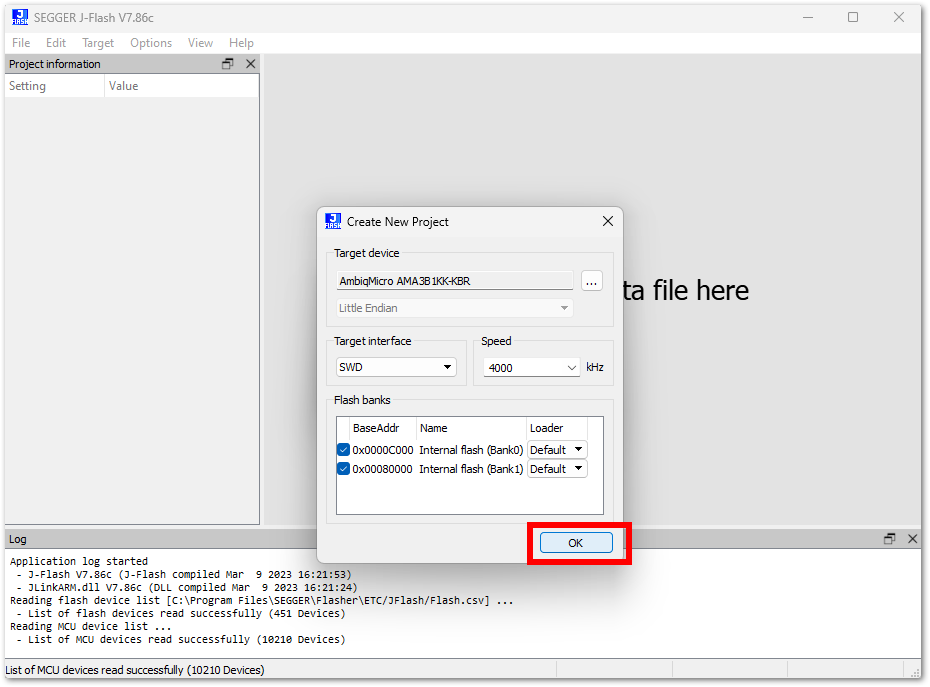 SEGGER J-Flash V7.86c
File Edit Target Options View Help
Project information
Setting Value
Create New Project
Target device
AmbiqMicro AMA3B1KK-KBR
...
Little Endian
ta file here
Target interface Speed
SWD 4000 kHz
Flash banks
BaseAddr Name Loader
0x0000C000 Internal flash (Bank0) Default
0x00080000 Internal flash (Bank1) Default
OK
Log
Application log started
- J-Flash V7.86c (J-Flash compiled Mar  9 2023 16:21:53)
- JLinkARM.dll V7.86c (DLL compiled Mar  9 2023 16:21:24)
Reading flash device list [C:\Program Files\SEGGER\Flasher\ETC/JFlash/Flash.csv] ...
- List of flash devices read successfully (451 Devices)
Reading MCU device list ...
- List of MCU devices read successfully (10210 Devices)
List of MCU devices read successfully (10210 Devices)